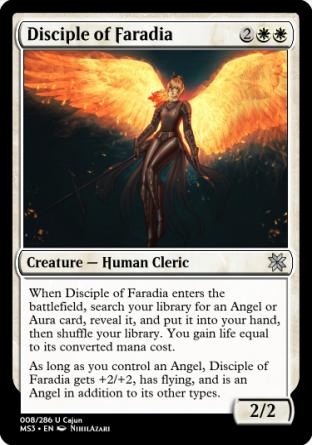 Disciple of Faradia 2
Creature — Human Cleric
When Disciple of Faradia enters the
battlefield, search your library for an Angel or
Aura card, reveal it, and put it into your hand,
then shuffle your library. You gain life equal
to its converted mana cost.
As long as you control an Angel, Disciple of
Faradia gets +2/+2, has flying, and is an
Angel in addition to its other types.
2/2
008/286 U Cajun
MS3 • EN NihilAzari